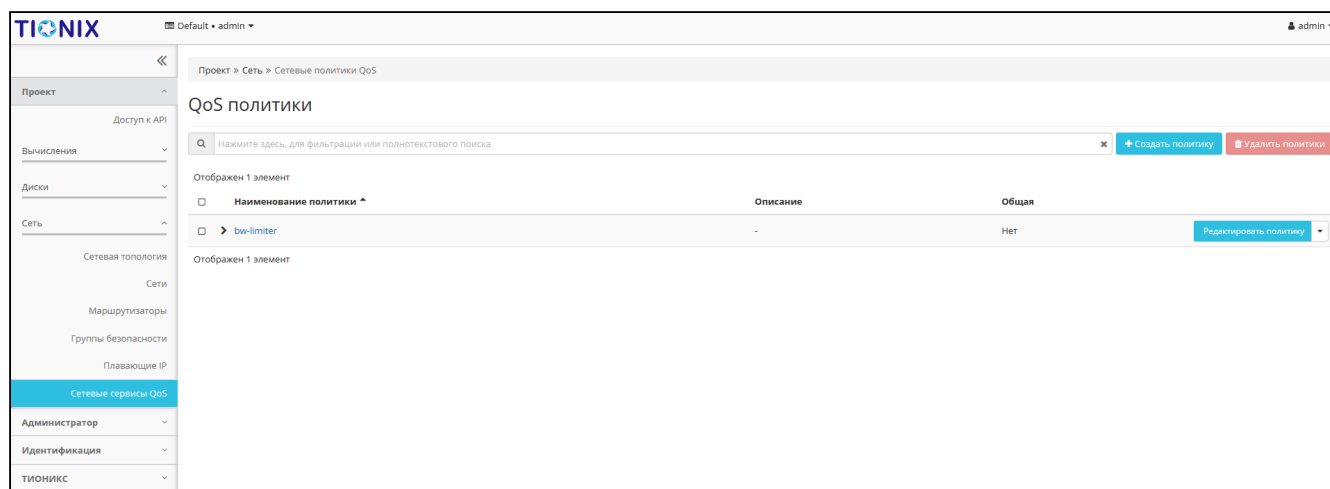 TIONIX
Default • admin
admin
Проект » Сеть » Сетевые политики QoS
Проект
QoS политики
Доступ к API
Нажмите здесь, для фильтрации или полнотекстового поиска
Создать политику
Удалить политики
Вычисления
Отображен 1 элемент
Диски
Наименование политики
Описание
Общая
Сеть
bw-limiter
-
Нет
Редактировать политику
Отображен 1 элемент
Сетевая топология
Сети
Маршрутизаторы
Группы безопасности
Плавающие IP
Сетевые сервисы QoS
Администратор
Идентификация
ТИОНИКС